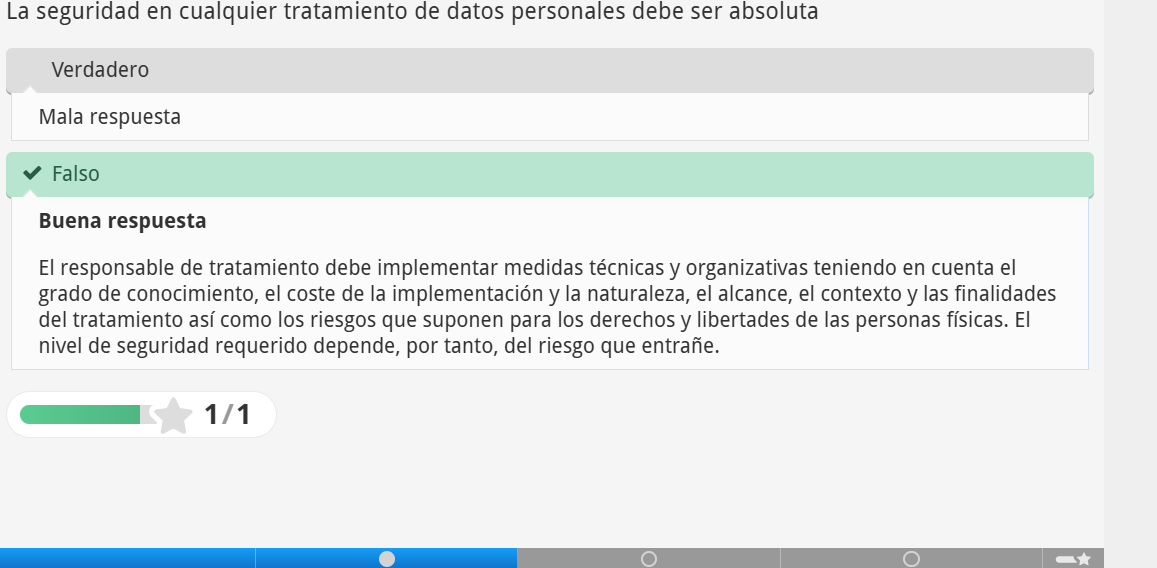 La seguridad en cualquier tratamiento de datos personales debe ser absoluta
Verdadero
Mala respuesta
Falso
Buena respuesta
El responsable de tratamiento debe implementar medidas técnicas y organizativas teniendo en cuenta el
grado de conocimiento, el coste de la implementación y la naturaleza, el alcance, el contexto y las finalidades
del tratamiento así como los riesgos que suponen para los derechos y libertades de las personas físicas. El
nivel de seguridad requerido depende, por tanto, del riesgo que entrañe.
1/1